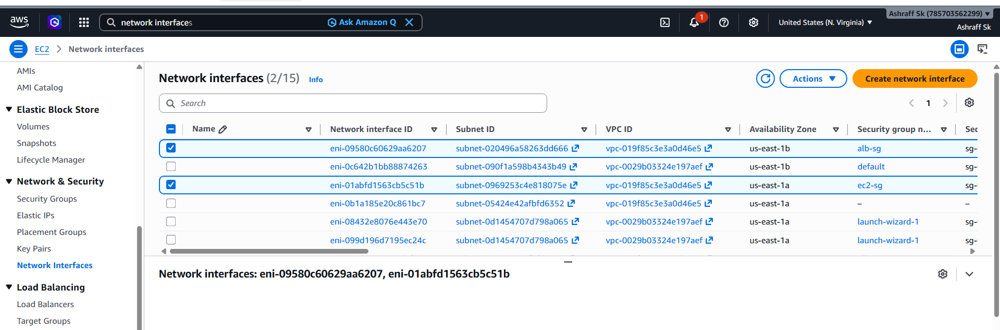 aws
network interfaces
Ask Amazon Q
1
United States (N. Virginia)
Ashraff Sk (785703562299)
Ashraff Sk
EC2
Network interfaces
AMIs
AMI Catalog
Elastic Block Store
Volumes
Snapshots
Lifecycle Manager
Network & Security
Security Groups
Elastic IPs
Placement Groups
Key Pairs
Network Interfaces
Load Balancing
Load Balancers
Target Groups
Network interfaces (2/15) Info
Actions
Create network interface
Search
1
Name Network interface ID Subnet ID VPC ID Availability Zone Security group n... Sec
eni-09580c60629aa6207 subnet-020496a58263dd666 vpc-019f85c3e3a0d46e5 us-east-1b alb-sg sg-
eni-0c642b1bb88874263 subnet-090f1a598b4343b49 vpc-0029b03324e197aef us-east-1b default sg-
eni-01abfd1563cb5c51b subnet-0969253c4e818075e vpc-019f85c3e3a0d46e5 us-east-1a ec2-sg sg-
eni-0b1a185e20c861bc7 subnet-05424e42afbfd6352 vpc-019f85c3e3a0d46e5 us-east-1a – –
eni-08432e8076e443e70 subnet-0d1454707d798a065 vpc-0029b03324e197aef us-east-1a launch-wizard-1 sg-
eni-099d196d7195ec24c subnet-0d1454707d798a065 vpc-0029b03324e197aef us-east-1a launch-wizard-1 sg-
Network interfaces: eni-09580c60629aa6207, eni-01abfd1563cb5c51b